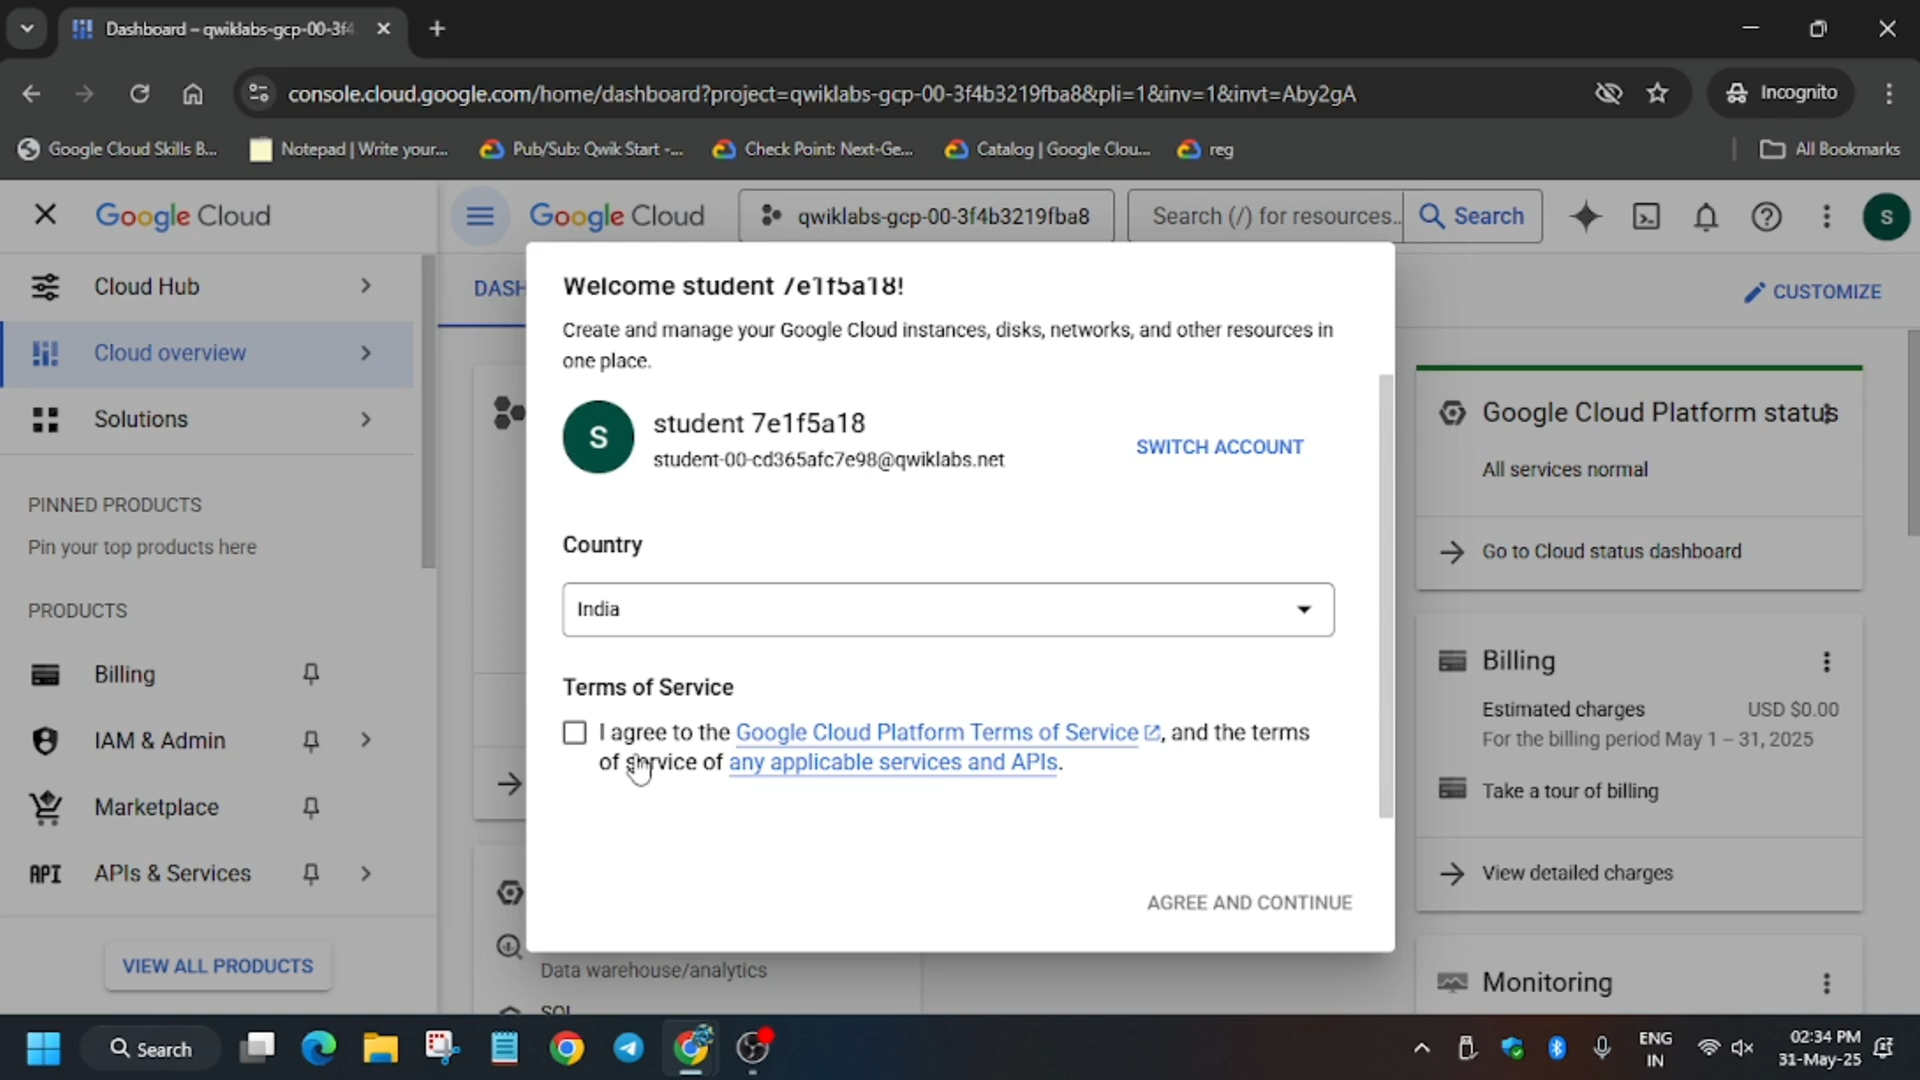 Dashboard – qwiklabs-gcp-00-3f4
console.cloud.google.com/home/dashboard?project=qwiklabs-gcp-00-3f4b3219fba8&pli=1&inv=1&invt=Aby2gA
Incognito
Google Cloud Skills B...
Notepad | Write your...
Pub/Sub: Qwik Start -...
Check Point: Next-Ge...
Catalog | Google Clou...
reg
All Bookmarks
Google Cloud
Google Cloud
qwiklabs-gcp-00-3f4b3219fba8
Search (/) for resources..
Search
S
Cloud Hub
Cloud overview
Solutions
PINNED PRODUCTS
Pin your top products here
PRODUCTS
Billing
IAM & Admin
Marketplace
API APIs & Services
VIEW ALL PRODUCTS
DASH
CUSTOMIZE
Welcome student 7e1f5a18!
Create and manage your Google Cloud instances, disks, networks, and other resources in
one place.
S
student 7e1f5a18
student-00-cd365afc7e98@qwiklabs.net
SWITCH ACCOUNT
Country
India
Terms of Service
I agree to the Google Cloud Platform Terms of Service, and the terms
of service of any applicable services and APIs.
AGREE AND CONTINUE
Data warehouse/analytics
SQL
Google Cloud Platform status
All services normal
Go to Cloud status dashboard
Billing
Estimated charges USD $0.00
For the billing period May 1 – 31, 2025
Take a tour of billing
View detailed charges
Monitoring
Search
ENG
IN
02:34 PM
31-May-25